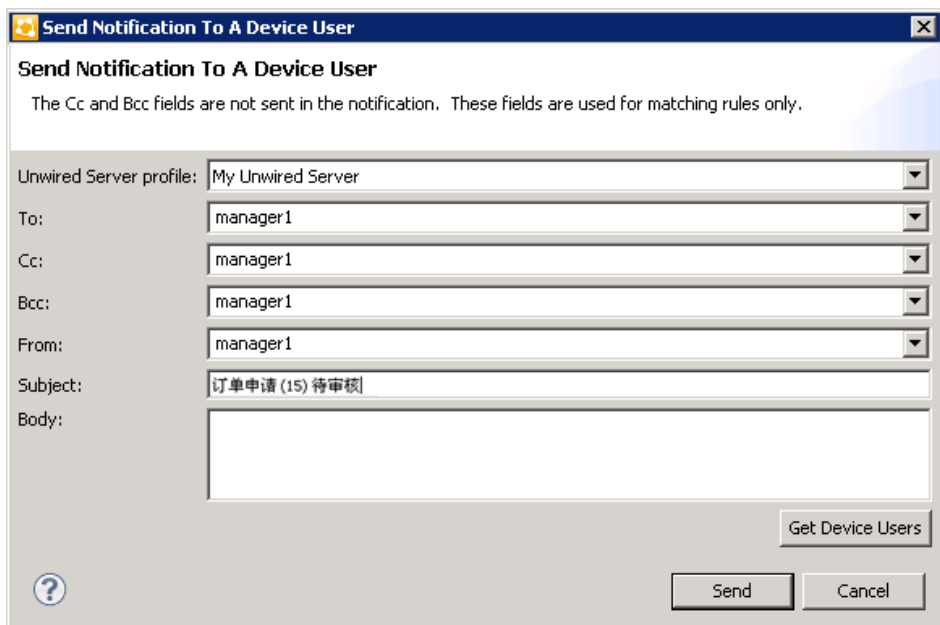 Send Notification To A Device User
Send Notification To A Device User
The Cc and Bcc fields are not sent in the notification.  These fields are used for matching rules only.
Unwired Server profile: My Unwired Server
To: manager1
Cc: manager1
Bcc: manager1
From: manager1
Subject: 订单申请 (15) 待审核
Body:
Get Device Users
? Send Cancel